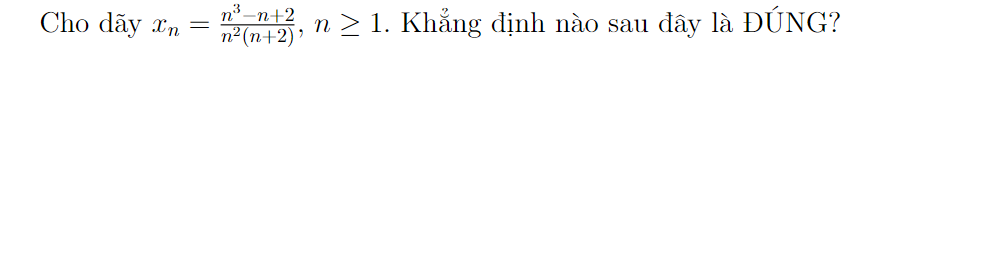 Cho dãy $x_n = \frac{n^3-n+2}{n^2(n+2)}$, $n \geq 1$. Khẳng định nào sau đây là ĐÚNG?